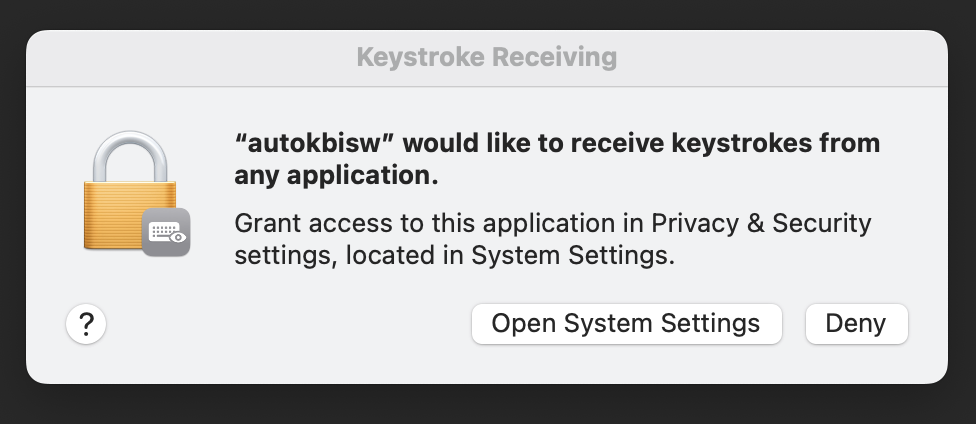 Keystroke Receiving
“autokbisw” would like to receive keystrokes from
any application.
Grant access to this application in Privacy & Security
settings, located in System Settings.
?
Open System Settings
Deny